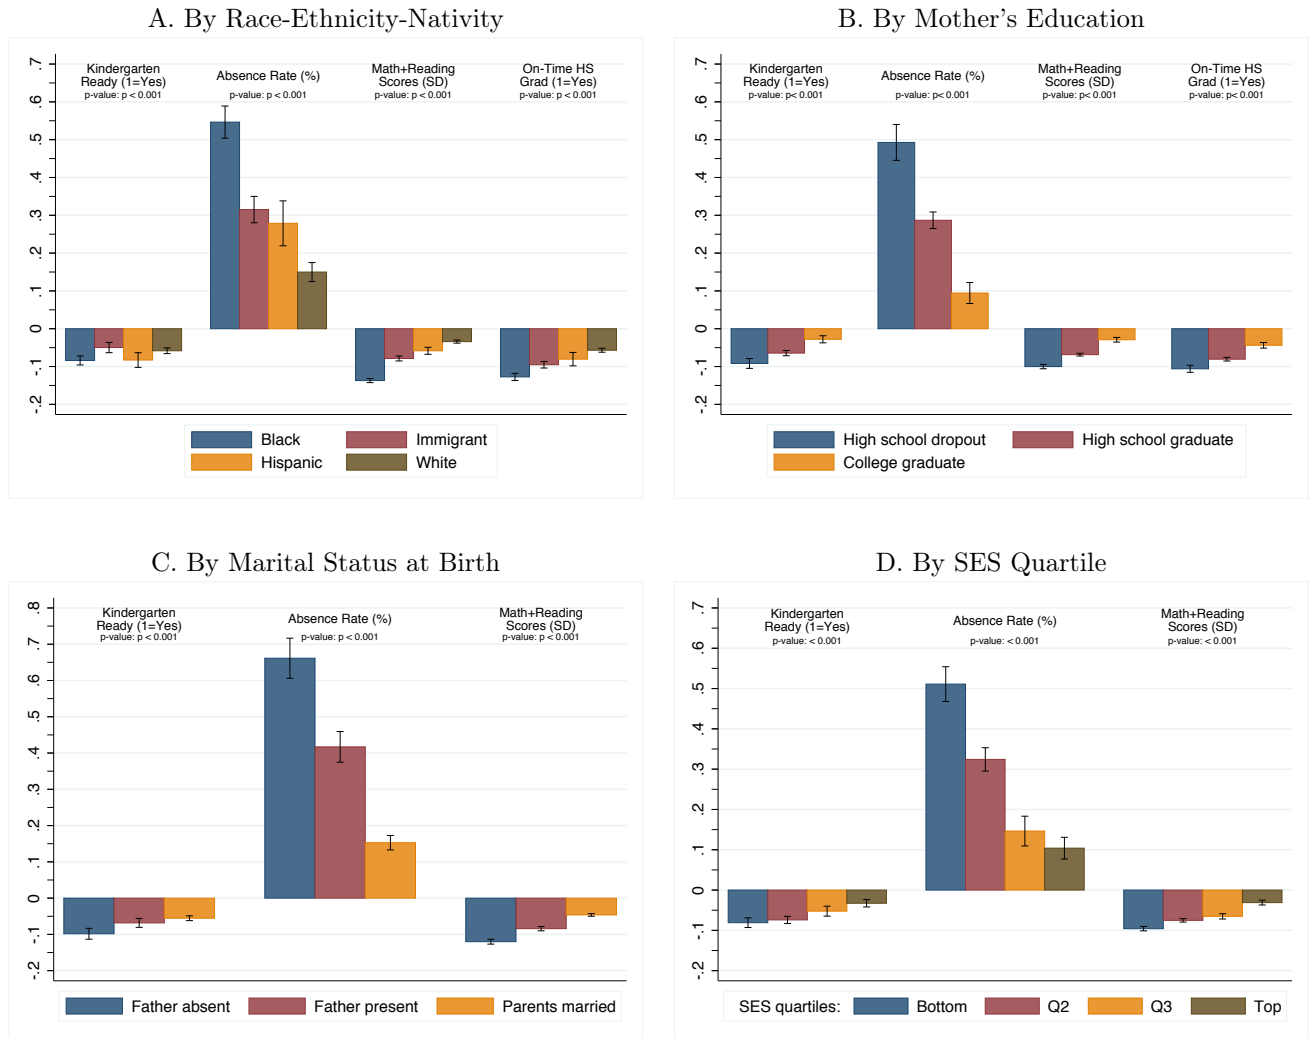 A. By Race-Ethnicity-Nativity
Kindergarten
Ready (1=Yes)
p-value: p < 0.001
Absence Rate (%)
p-value: p < 0.001
Math+Reading
Scores (SD)
p-value: p < 0.001
On-Time HS
Grad (1=Yes)
p-value: p < 0.001
.7
.6
.5
.4
.3
.2
.1
0
-.1
-.2
Black
Immigrant
Hispanic
White
B. By Mother's Education
Kindergarten
Ready (1=Yes)
p-value: p< 0.001
Absence Rate (%)
p-value: p< 0.001
Math+Reading
Scores (SD)
p-value: p< 0.001
On-Time HS
Grad (1=Yes)
p-value: p< 0.001
.7
.6
.5
.4
.3
.2
.1
0
-.1
-.2
High school dropout
High school graduate
College graduate
C. By Marital Status at Birth
Kindergarten
Ready (1=Yes)
p-value: p < 0.001
Absence Rate (%)
p-value: p < 0.001
Math+Reading
Scores (SD)
p-value: p < 0.001
.8
.7
.6
.5
.4
.3
.2
.1
0
-.1
-.2
Father absent
Father present
Parents married
D. By SES Quartile
Kindergarten
Ready (1=Yes)
p-value: < 0.001
Absence Rate (%)
p-value: < 0.001
Math+Reading
Scores (SD)
p-value: < 0.001
.7
.6
.5
.4
.3
.2
.1
0
-.1
-.2
SES quartiles:
Bottom
Q2
Q3
Top